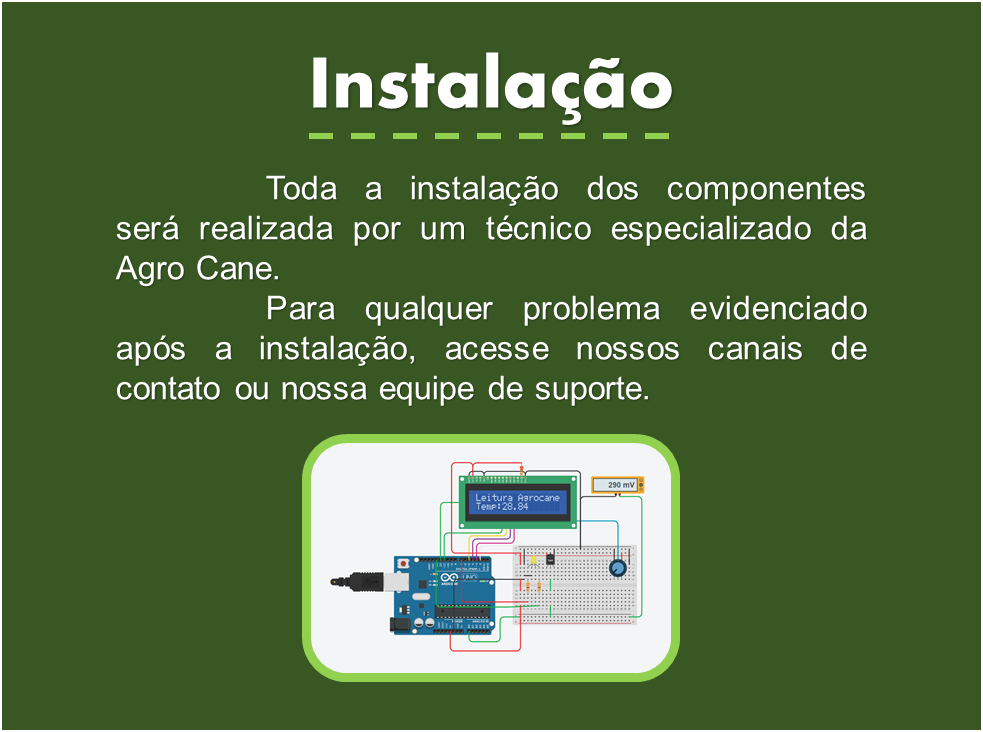 Instalação
Toda a instalação dos componentes
será realizada por um técnico especializado da
Agro Cane.
Para qualquer problema evidenciado
após a instalação, acesse nossos canais de
contato ou nossa equipe de suporte.
290 mV
Leitura Agrocane
Temp:28.84
UNO